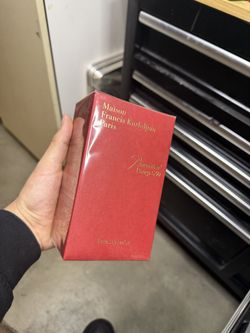 Maison
Francis Kurkdjian
Paris
Baccarat
Rouge 540